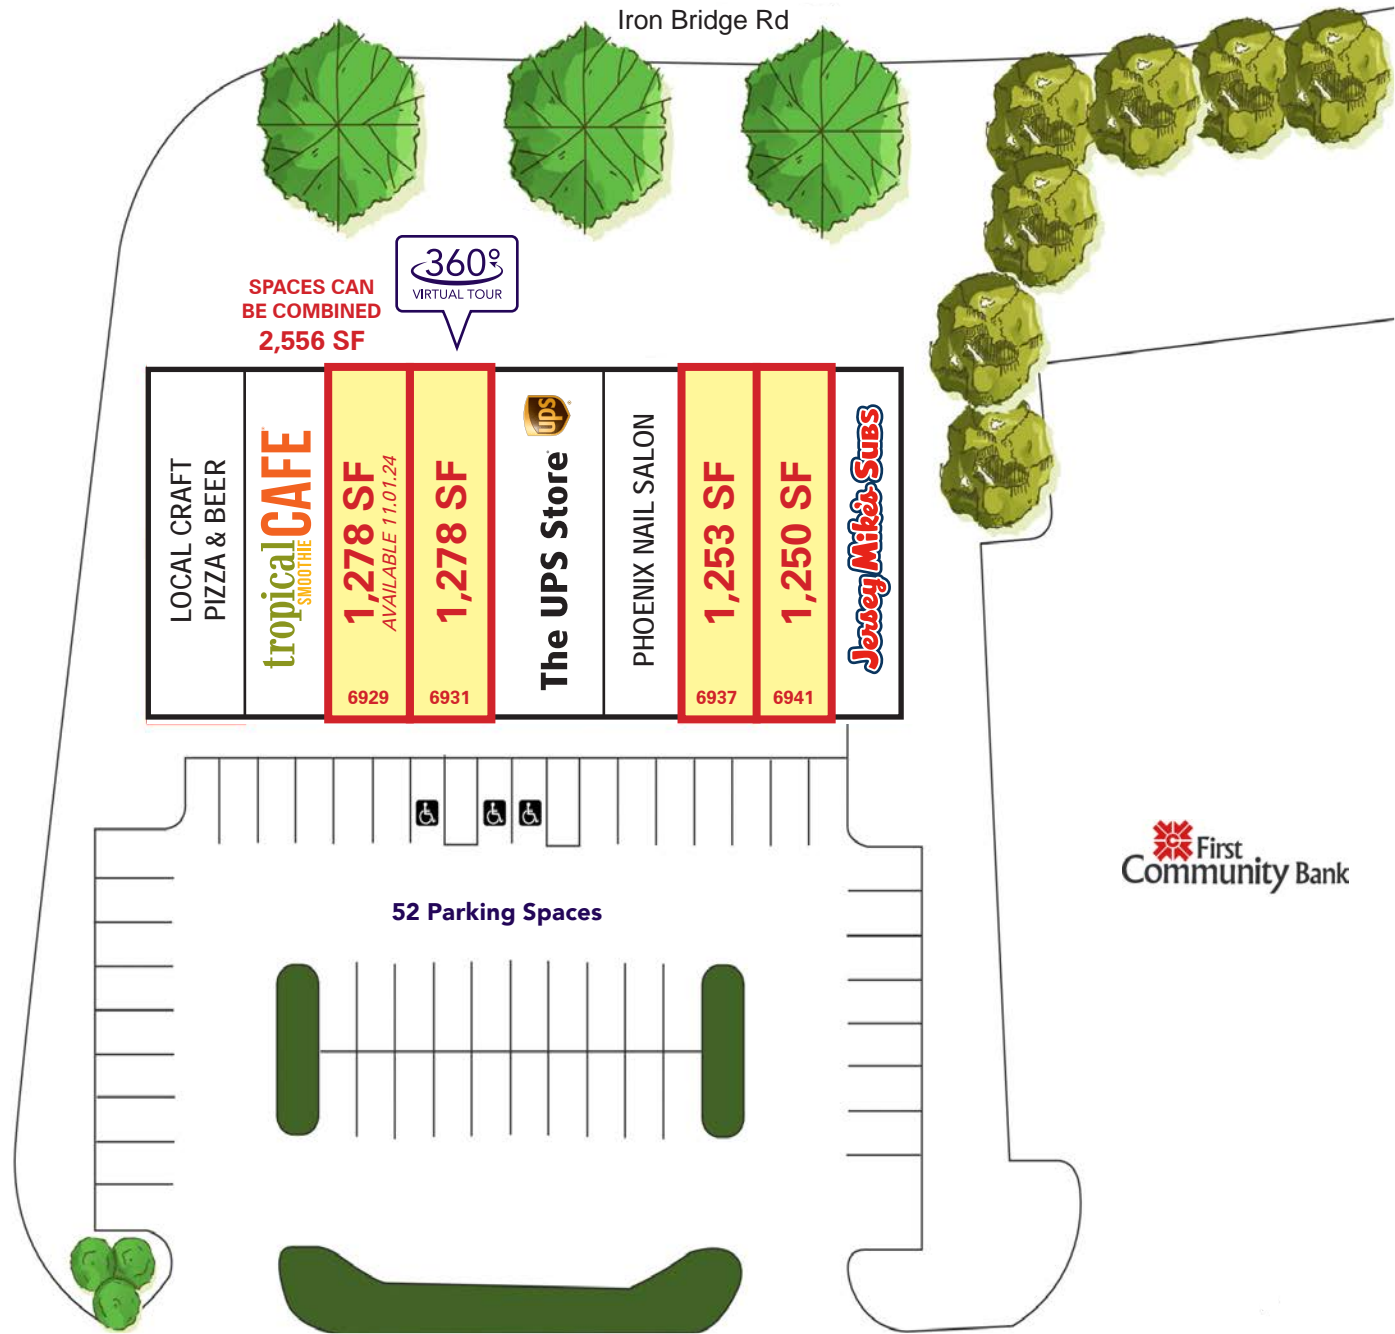 Iron Bridge Rd
360°
VIRTUAL TOUR
SPACES CAN
BE COMBINED
2,556 SF
LOCAL CRAFT
PIZZA & BEER
tropical CAFE
SMOOTHIE
1,278 SF
AVAILABLE 11.01.24
6929
1,278 SF
6931
ups
The UPS Store
PHOENIX NAIL SALON
1,253 SF
6937
1,250 SF
6941
Jersey Mike's Subs
52 Parking Spaces
C
First
Community Bank